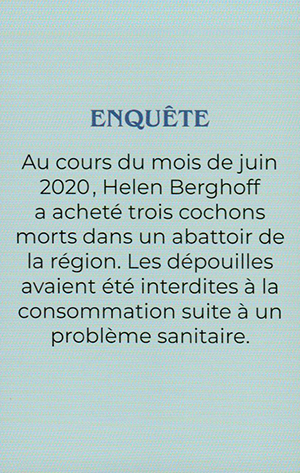 ENQUÊTE
Au cours du mois de juin
2020, Helen Berghoff
a acheté trois cochons
morts dans un abattoir de
la région. Les dépouilles
avaient été interdites à la
consommation suite à un
problème sanitaire.